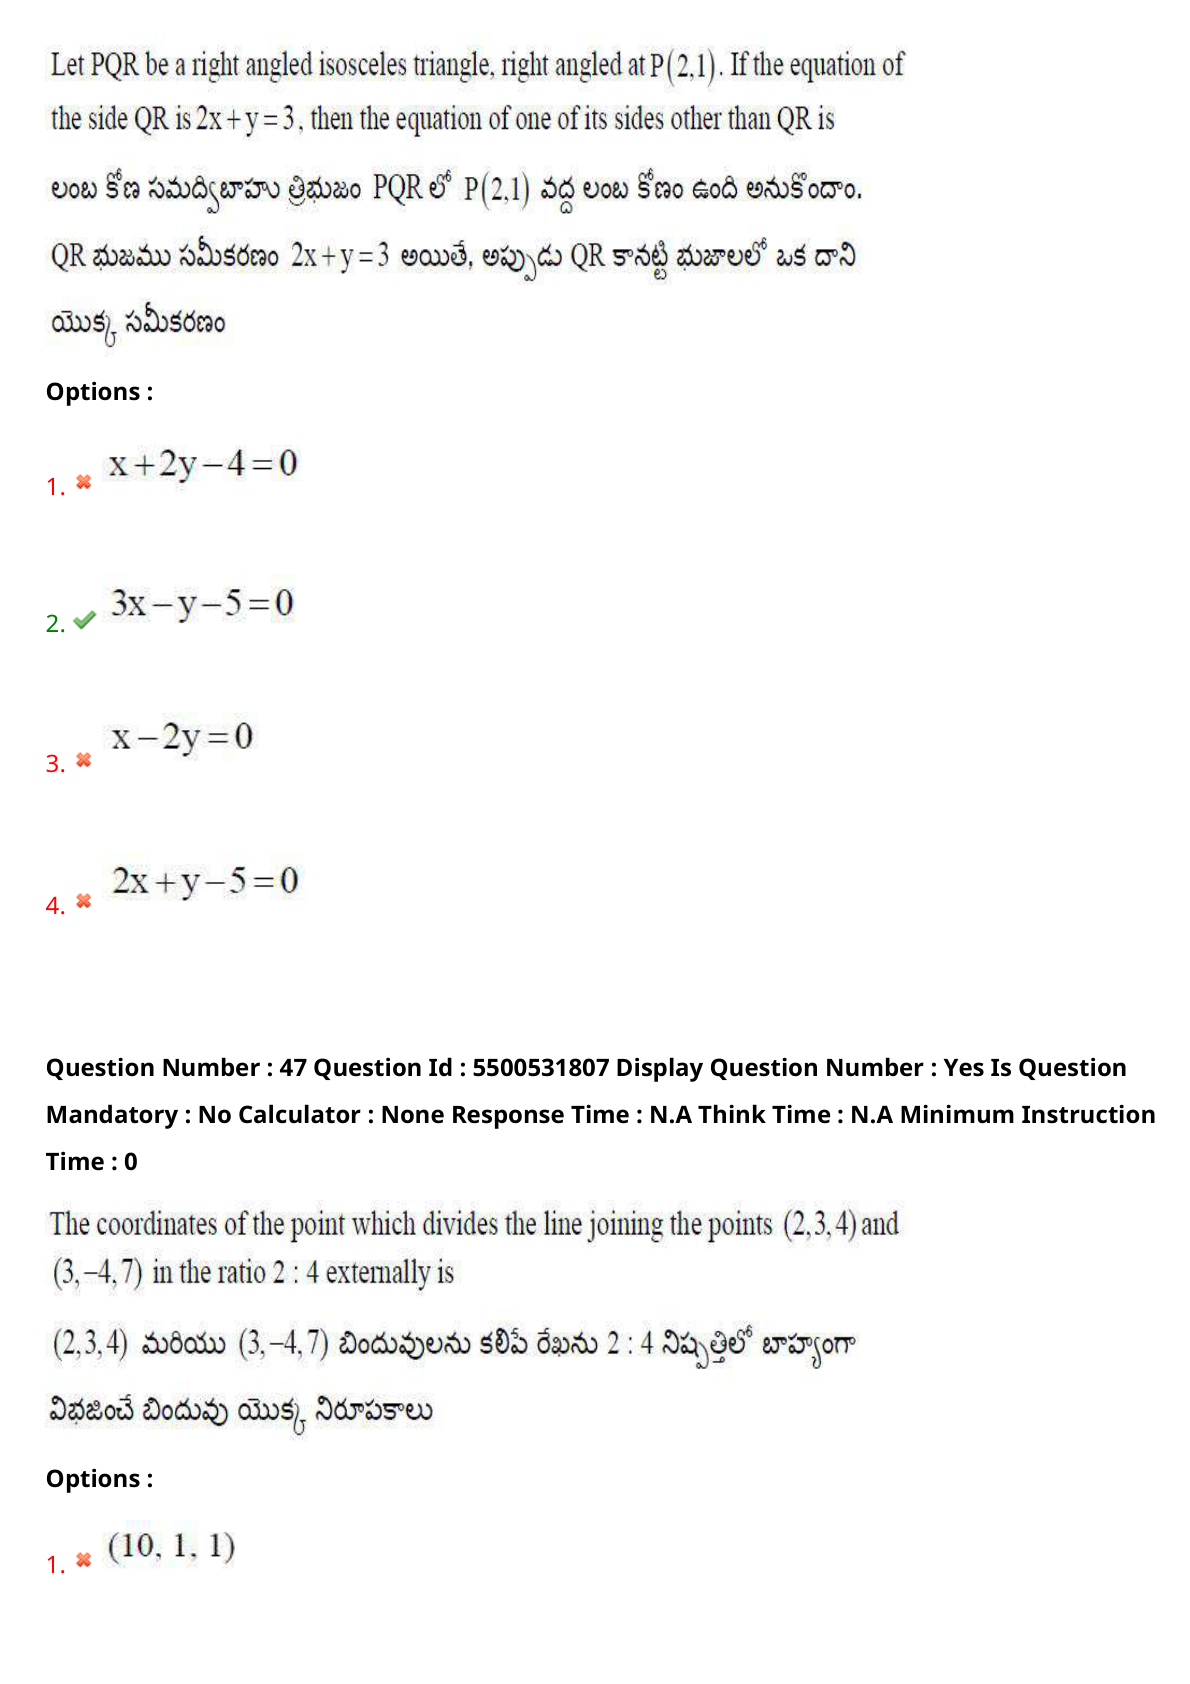 Let PQR be a right angled isosceles triangle, right angled at P(2,1). If the equation of
the side QR is 2x+y=3, then the equation of one of its sides other than QR is
లంబ కోణ సమద్విబాహు త్రిభుజం PQR లో P(2,1) వద్ద లంబ కోణం ఉంది అనుకొందాం.
QR భుజము సమీకరణం 2x+y=3 అయితే, అప్పుడు QR కానట్టి భుజాలలో ఒక దాని
యొక్క సమీకరణం
Options :
1. ✖ x+2y−4=0
2. ✔ 3x−y−5=0
3. ✖ x−2y=0
4. ✖ 2x+y−5=0
Question Number : 47 Question Id : 5500531807 Display Question Number : Yes Is Question
Mandatory : No Calculator : None Response Time : N.A Think Time : N.A Minimum Instruction
Time : 0
The coordinates of the point which divides the line joining the points (2,3,4) and
(3,−4,7) in the ratio 2 : 4 externally is
(2,3,4) మరియు (3,−4,7) బిందువులను కలిపే రేఖను 2 : 4 నిష్పత్తిలో బాహ్యంగా
విభజించే బిందువు యొక్క నిరూపకాలు
Options :
1. ✖ (10, 1, 1)